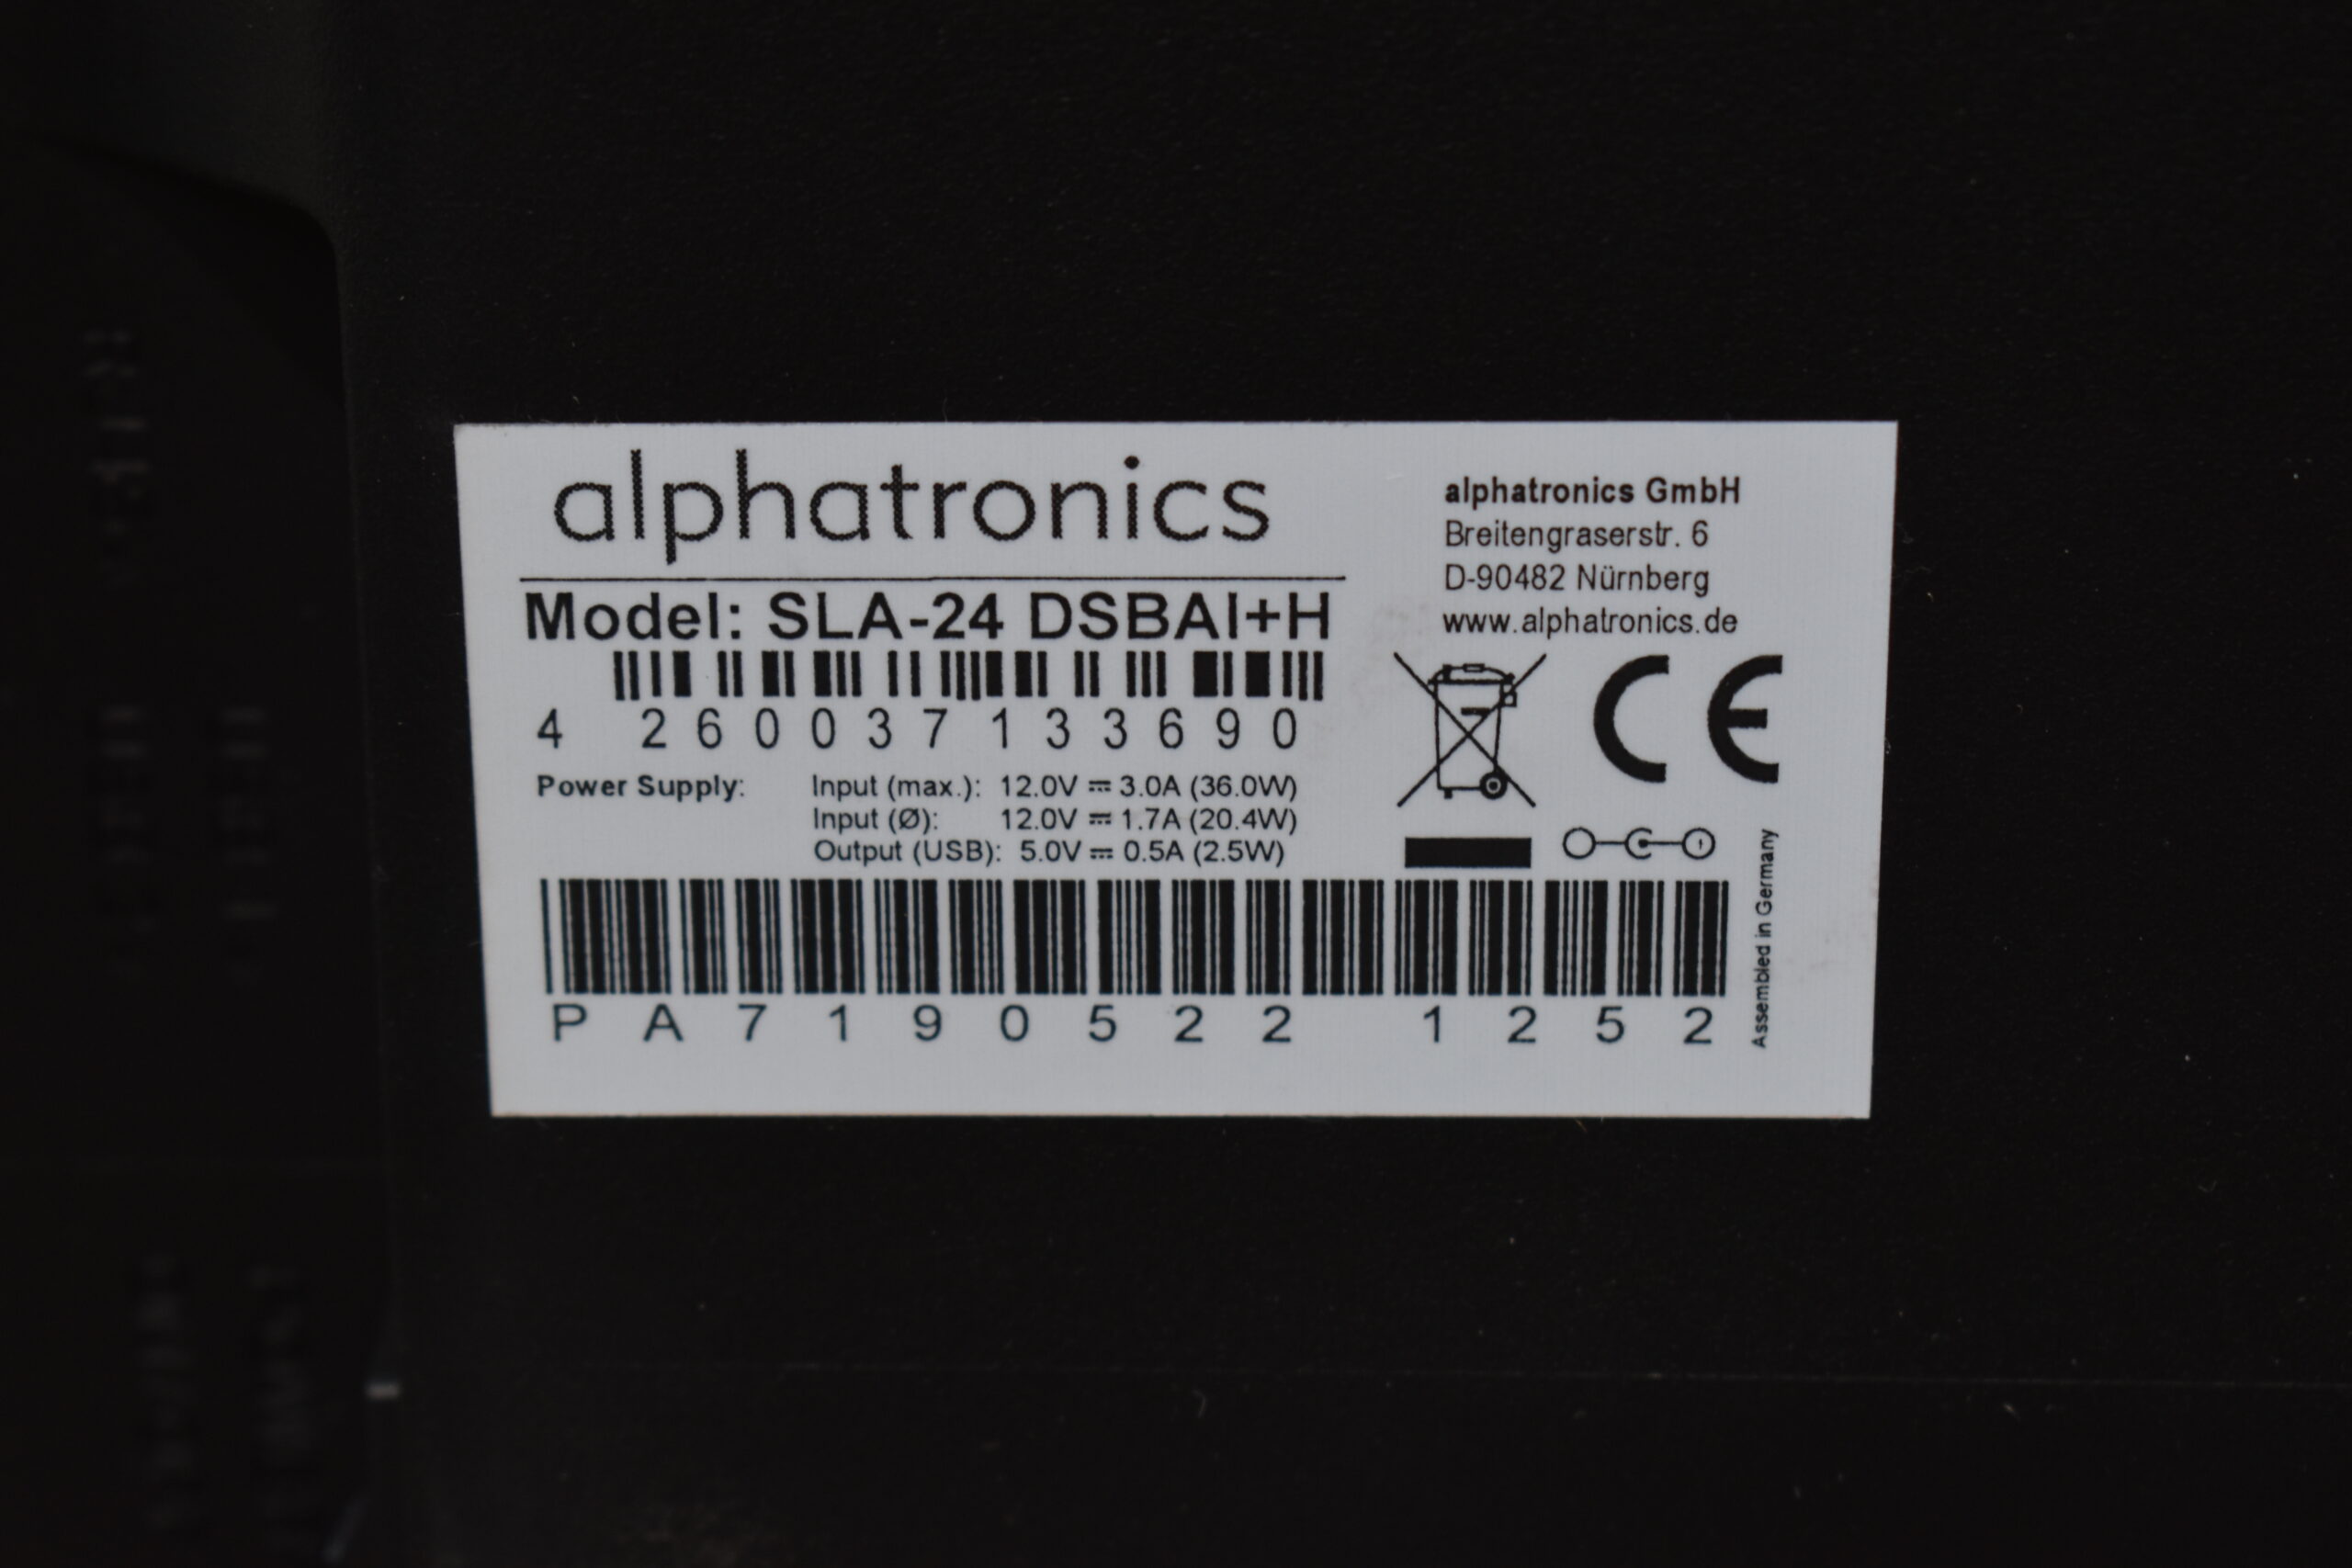 alphatronics
Model: SLA-24 DSBAI+H
4 260037133690
Power Supply: Input (max.): 12.0V ⎓ 3.0A (36.0W)
Input (Ø): 12.0V ⎓ 1.7A (20.4W)
Output (USB): 5.0V ⎓ 0.5A (2.5W)
PA7190522 1252
alphatronics GmbH
Breitengraserstr. 6
D-90482 Nürnberg
www.alphatronics.de
CE
Assembled in Germany